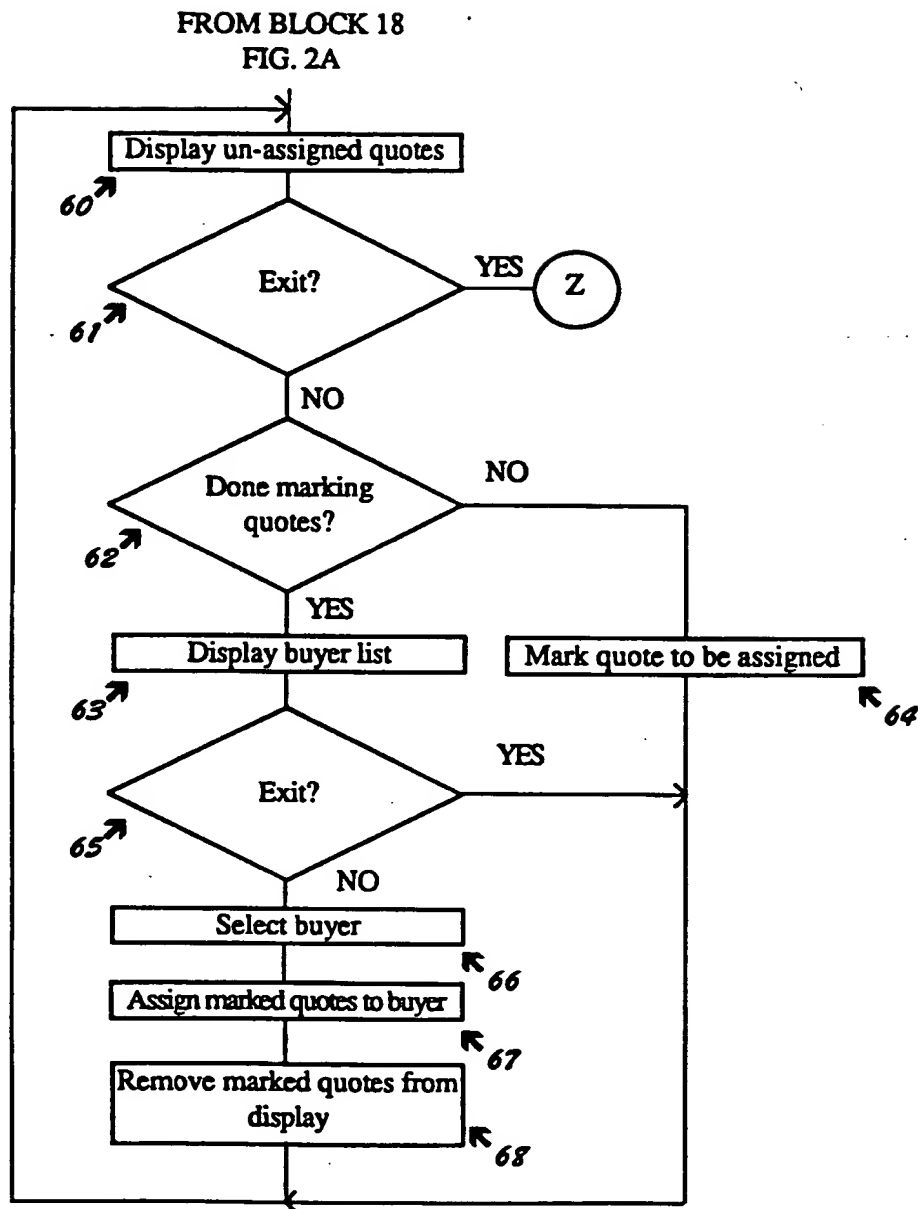 FROM BLOCK 18
FIG. 2A
Display un-assigned quotes
60
Exit?
YES
Z
61
NO
Done marking
quotes?
NO
62
YES
Display buyer list
Mark quote to be assigned
63
64
Exit?
YES
65
NO
Select buyer
66
Assign marked quotes to buyer
67
Remove marked quotes from
display
68